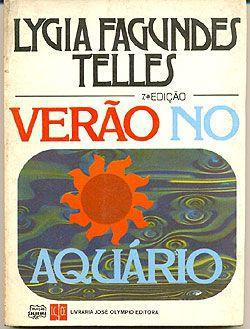 LYGIA FAGUNDES
TELLES
7ª EDIÇÃO
VERÃO NO
AQUÁRIO
LIVRARIA JOSÉ OLYMPIO EDITORA